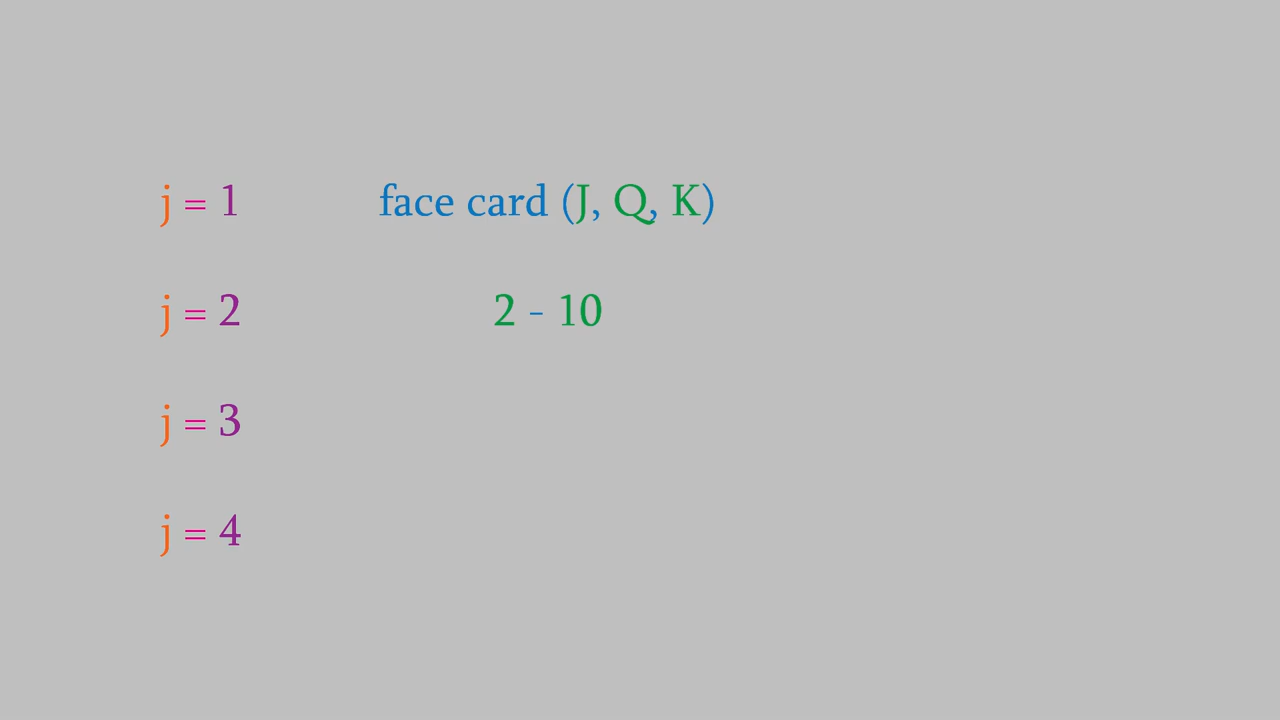 j = 1 face card (J, Q, K)
j = 2 2 - 10
j = 3
j = 4